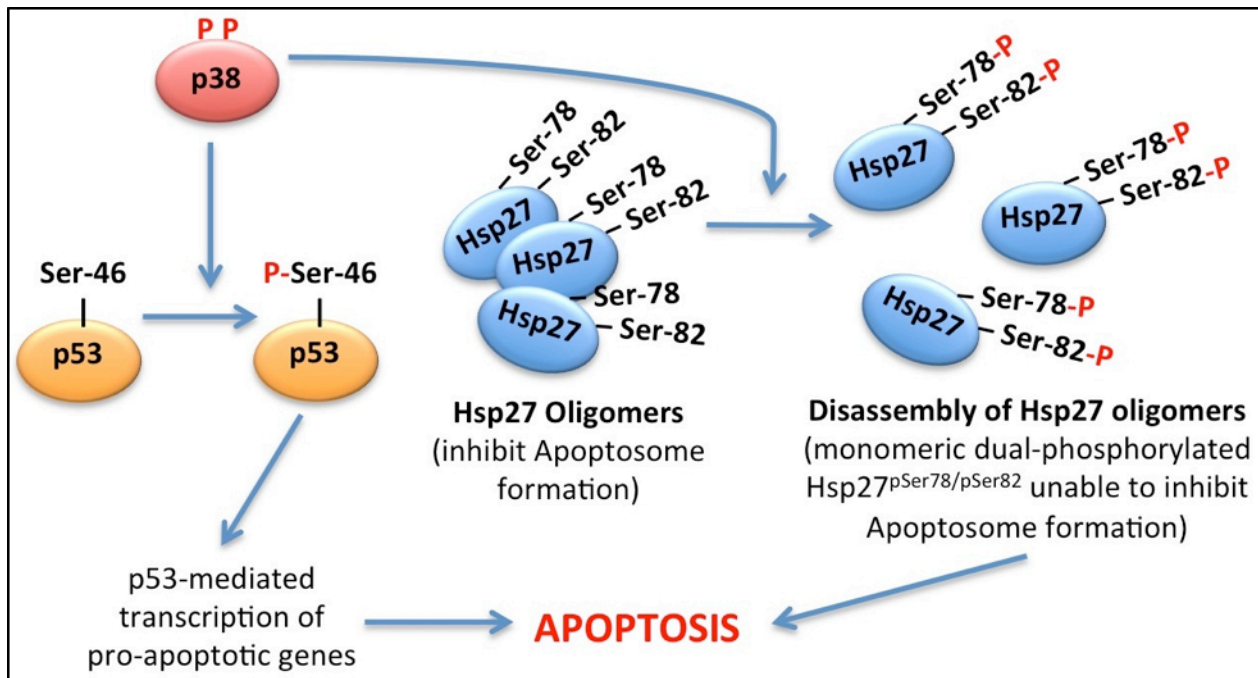 P P
p38
Ser-46
p53
P-Ser-46
p53
p53-mediated
transcription of
pro-apoptotic genes
Ser-78
Ser-82
Hsp27
Ser-78
Ser-82
Hsp27
Ser-78
Ser-82
Hsp27
Hsp27 Oligomers
(inhibit Apoptosome
formation)
Ser-78-P
Ser-82-P
Hsp27
Ser-78-P
Ser-82-P
Hsp27
Ser-78-P
Ser-82-P
Hsp27
Disassembly of Hsp27 oligomers
(monomeric dual-phosphorylated
Hsp27pSer78/pSer82 unable to inhibit
Apoptosome formation)
APOPTOSIS